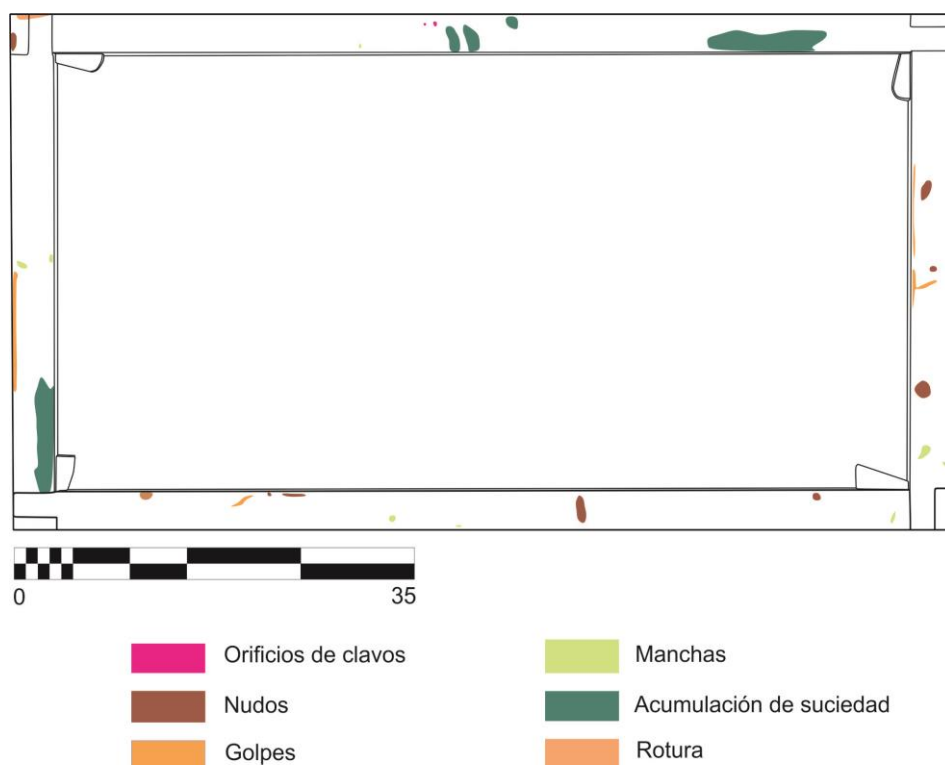 0 35
Orificios de clavos
Nudos
Golpes
Manchas
Acumulación de suciedad
Rotura